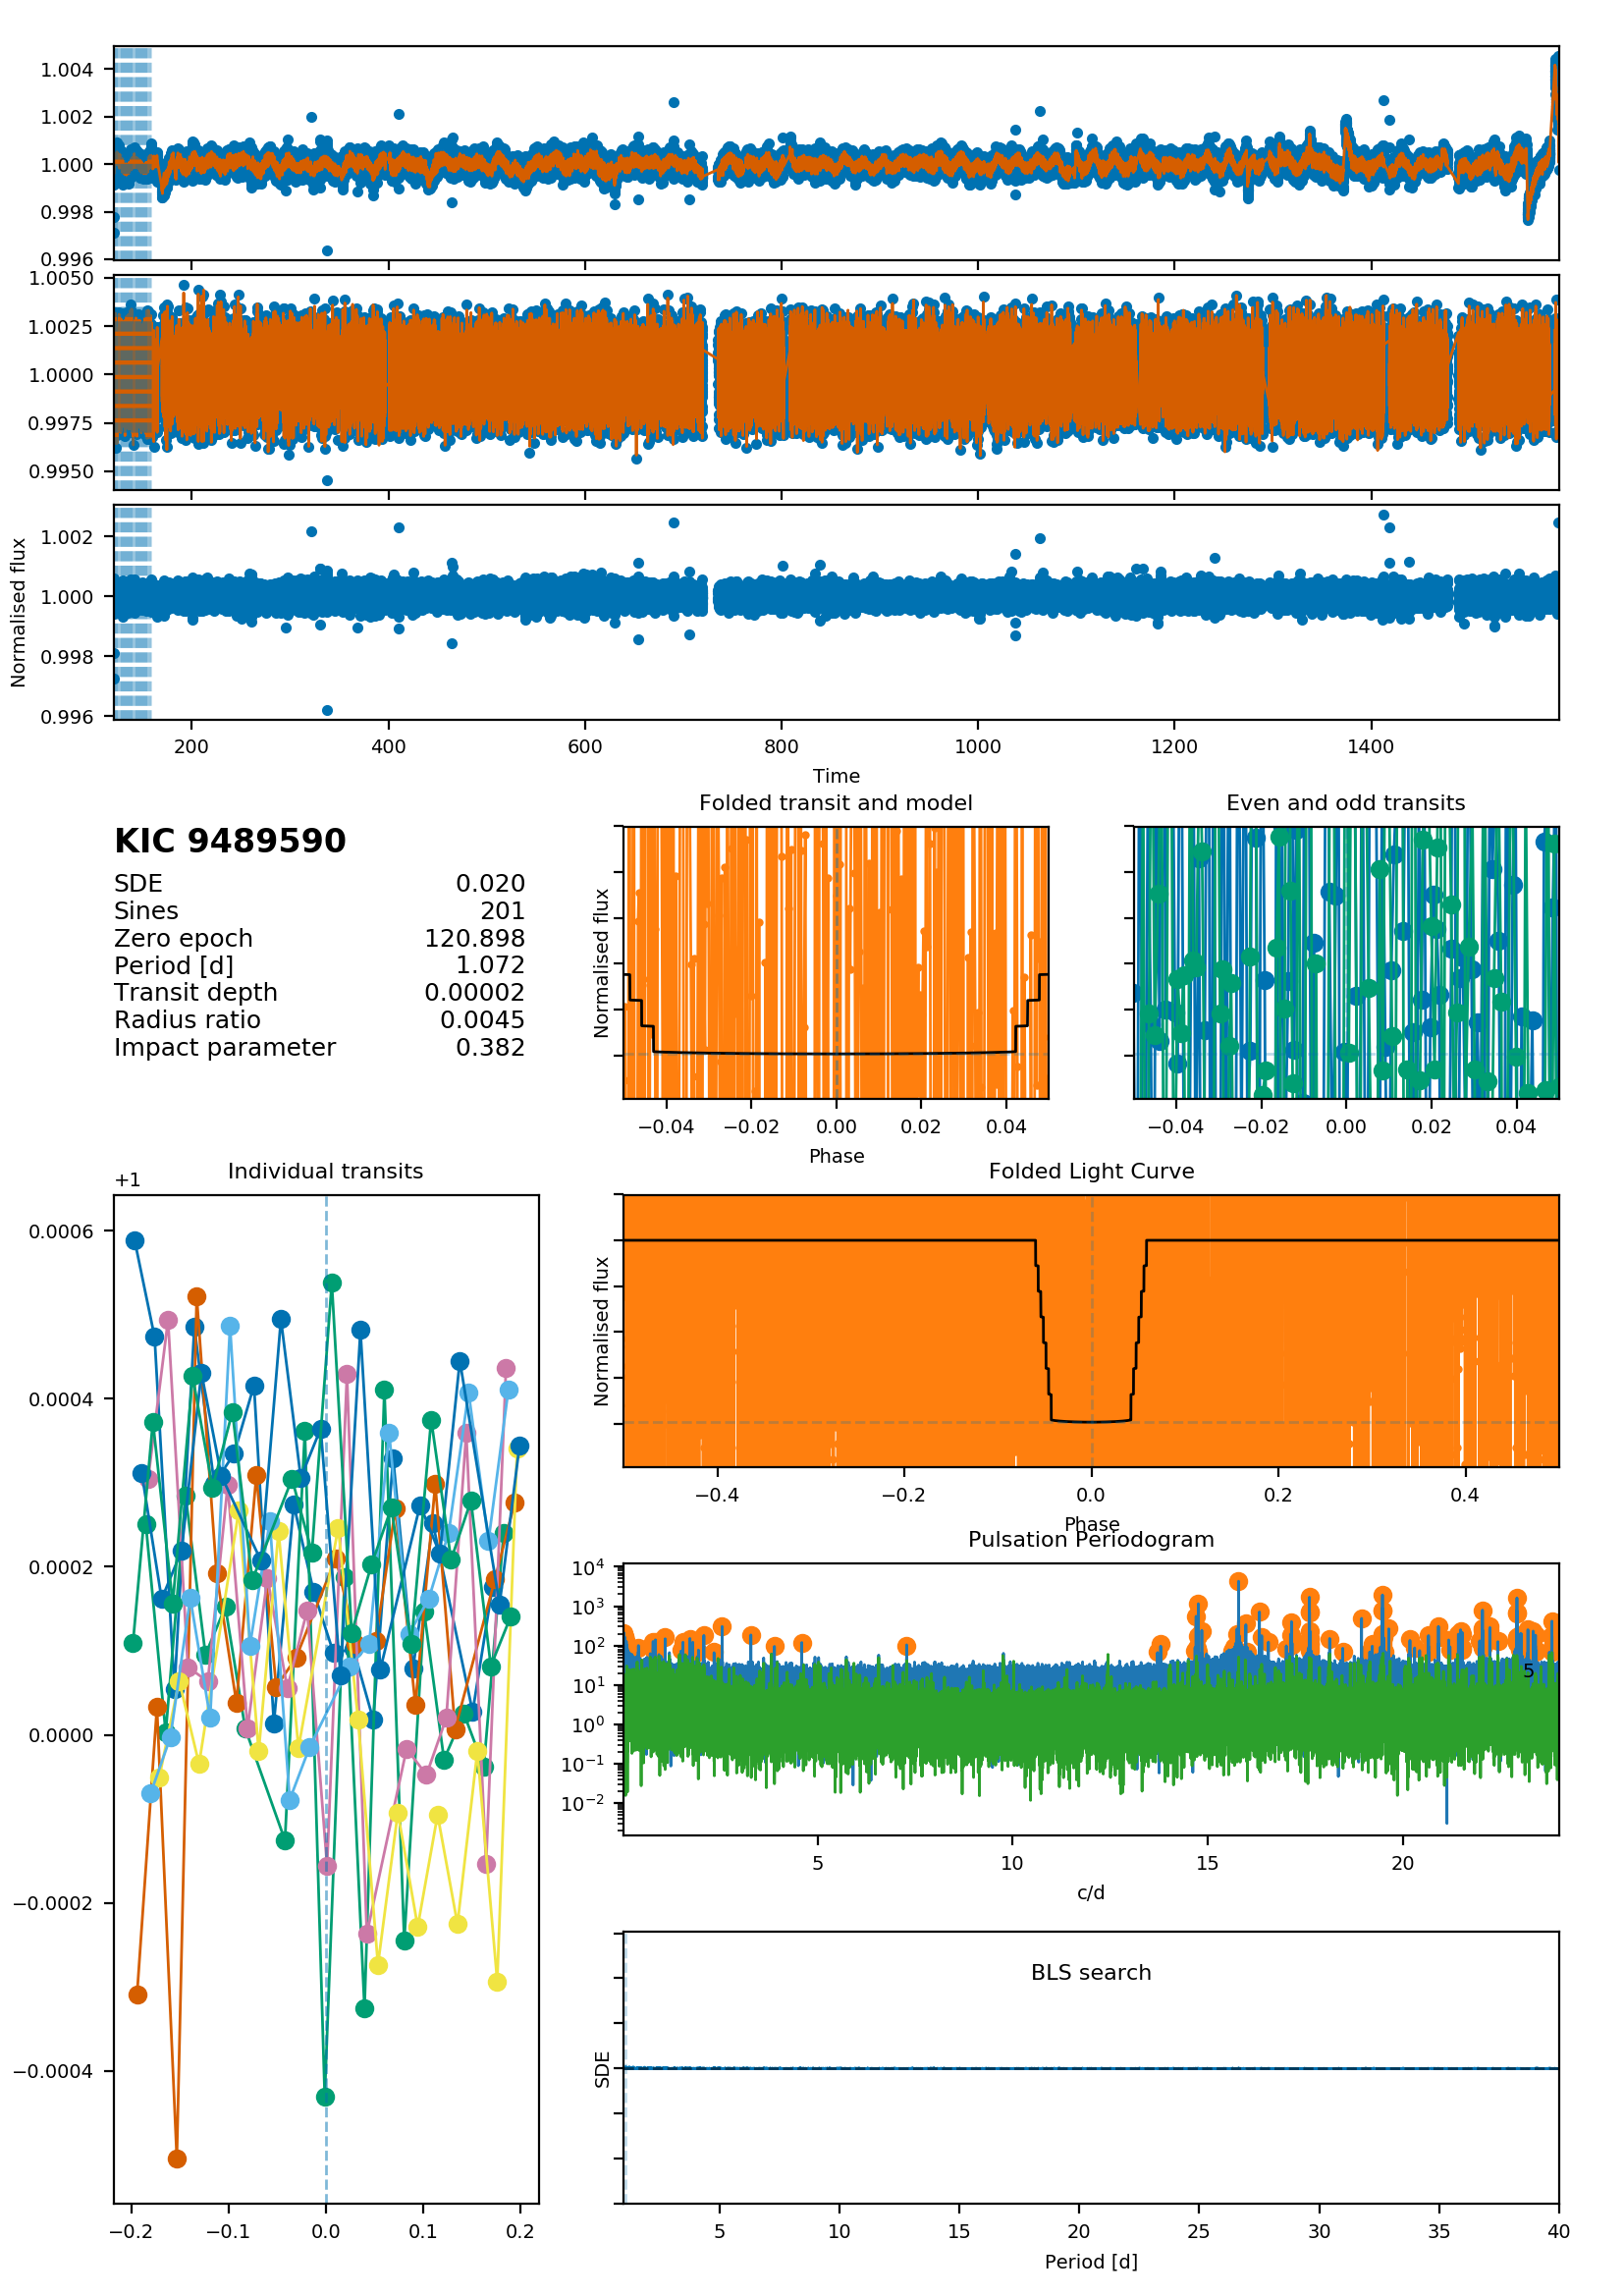 1.004
1.002
1.000
0.998
0.996
1.0050
1.0025
1.0000
0.9975
0.9950
1.002
1.000
0.998
0.996
Normalised flux
200 400 600 800 1000 1200 1400
Time
KIC 9489590
SDE 0.020
Sines 201
Zero epoch 120.898
Period [d] 1.072
Transit depth 0.00002
Radius ratio 0.0045
Impact parameter 0.382
Folded transit and model
Normalised flux
−0.04 −0.02 0.00 0.02 0.04
Phase
Even and odd transits
−0.04 −0.02 0.00 0.02 0.04
Individual transits
+1
0.0006
0.0004
0.0002
0.0000
−0.0002
−0.0004
−0.2 −0.1 0.0 0.1 0.2
Folded Light Curve
Normalised flux
−0.4 −0.2 0.0 0.2 0.4
Phase
Pulsation Periodogram
10⁴
10³
10²
10¹
10⁰
10⁻¹
10⁻²
5
5 10 15 20
c/d
BLS search
SDE
5 10 15 20 25 30 35 40
Period [d]